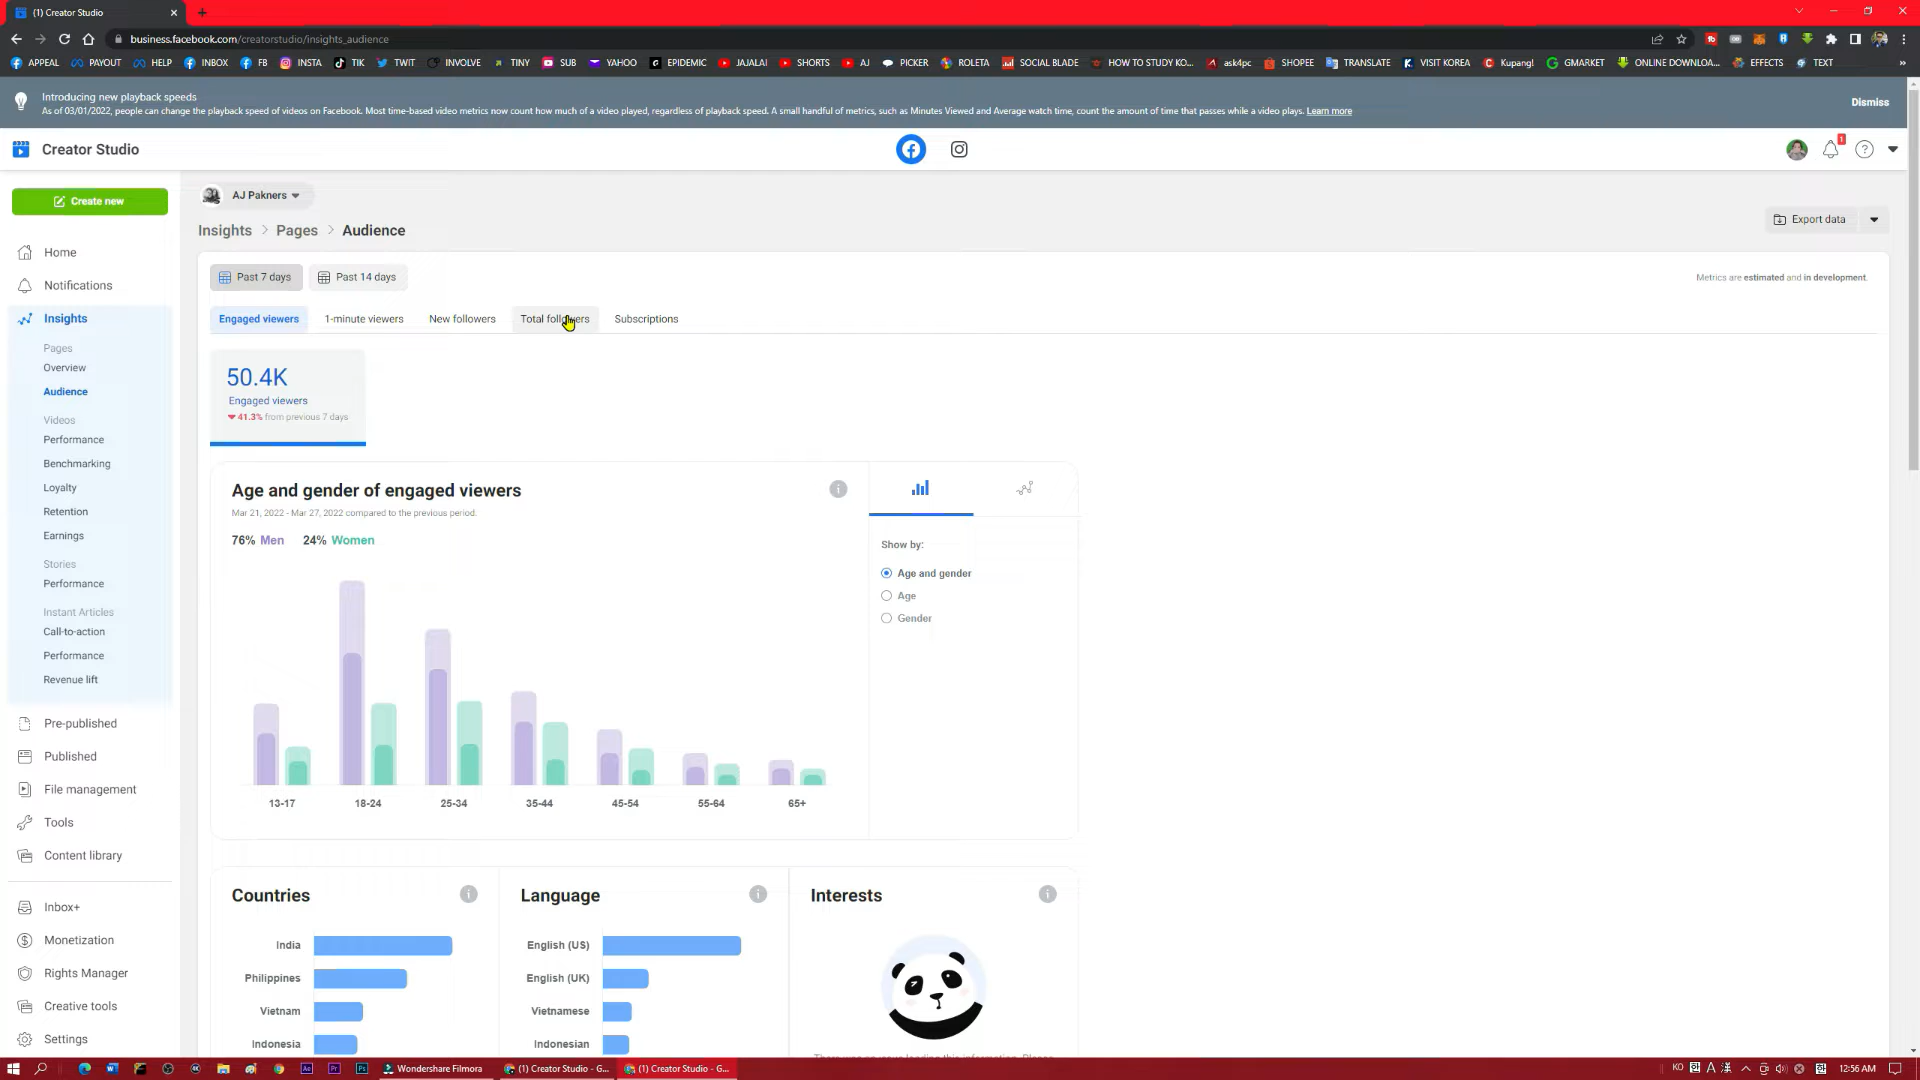 (1) Creator Studio
business.facebook.com/creatorstudio/insights_audience
APPEAL PAYOUT HELP INBOX FB INSTA TIK TWIT INVOLVE TINY SUB YAHOO EPIDEMIC JAJALAI SHORTS AJ PICKER ROLETA SOCIAL BLADE HOW TO STUDY KO... ask4pc SHOPEE TRANSLATE VISIT KOREA Kupang! GMARKET ONLINE DOWNLOA... EFFECTS TEXT
Introducing new playback speeds
As of 03/01/2022, people can change the playback speed of videos on Facebook. Most time-based video metrics now count how much of a video played, regardless of playback speed. A small handful of metrics, such as Minutes Viewed and Average watch time, count the amount of time that passes while a video plays. Learn more
Dismiss
Creator Studio
1
Create new
AJ Pakners
Insights > Pages > Audience
Export data
Home
Notifications
Insights
Pages
Overview
Audience
Videos
Performance
Benchmarking
Loyalty
Retention
Earnings
Stories
Performance
Instant Articles
Call-to-action
Performance
Revenue lift
Pre-published
Published
File management
Tools
Content library
Inbox+
Monetization
Rights Manager
Creative tools
Settings
Past 7 days Past 14 days
Metrics are estimated and in development.
Engaged viewers 1-minute viewers New followers Total followers Subscriptions
50.4K
Engaged viewers
41.3% from previous 7 days
Age and gender of engaged viewers
Mar 21, 2022 - Mar 27, 2022 compared to the previous period.
76% Men 24% Women
13-17 18-24 25-34 35-44 45-54 55-64 65+
Show by:
Age and gender
Age
Gender
Countries
India
Philippines
Vietnam
Indonesia
Language
English (US)
English (UK)
Vietnamese
Indonesian
Interests
Wondershare Filmora
(1) Creator Studio - G...
(1) Creator Studio - G...
KO
12:56 AM